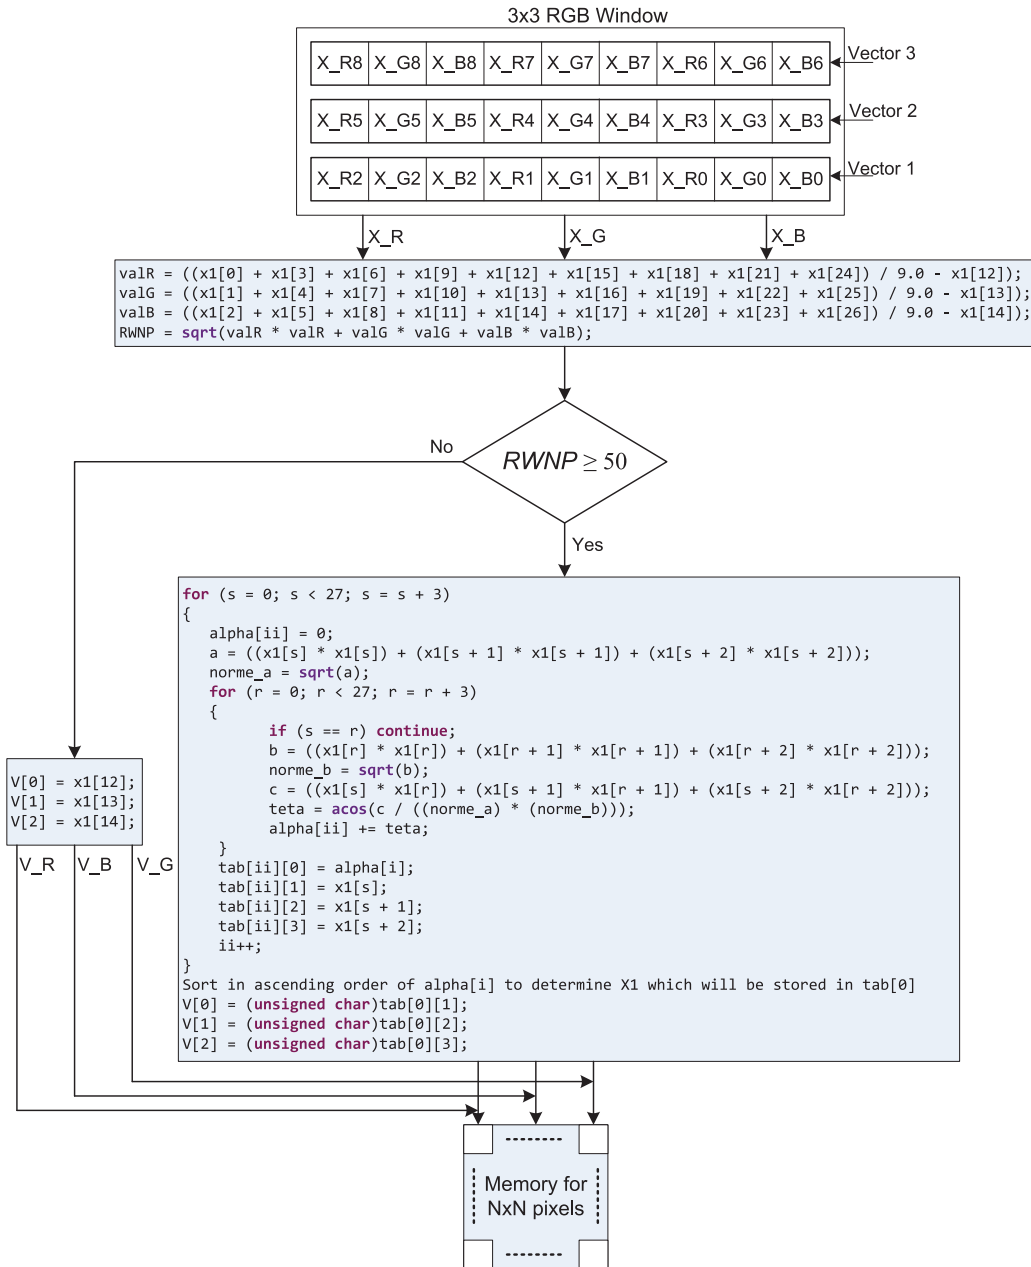 3x3 RGB Window
X_R8 X_G8 X_B8 X_R7 X_G7 X_B7 X_R6 X_G6 X_B6
Vector 3
X_R5 X_G5 X_B5 X_R4 X_G4 X_B4 X_R3 X_G3 X_B3
Vector 2
X_R2 X_G2 X_B2 X_R1 X_G1 X_B1 X_R0 X_G0 X_B0
Vector 1
X_R X_G X_B
valR = ((x1[0] + x1[3] + x1[6] + x1[9] + x1[12] + x1[15] + x1[18] + x1[21] + x1[24]) / 9.0 - x1[12]);
valG = ((x1[1] + x1[4] + x1[7] + x1[10] + x1[13] + x1[16] + x1[19] + x1[22] + x1[25]) / 9.0 - x1[13]);
valB = ((x1[2] + x1[5] + x1[8] + x1[11] + x1[14] + x1[17] + x1[20] + x1[23] + x1[26]) / 9.0 - x1[14]);
RWNP = sqrt(valR * valR + valG * valG + valB * valB);
No
RWNP ≥ 50
Yes
for (s = 0; s < 27; s = s + 3)
{
alpha[ii] = 0;
a = ((x1[s] * x1[s]) + (x1[s + 1] * x1[s + 1]) + (x1[s + 2] * x1[s + 2]));
norme_a = sqrt(a);
for (r = 0; r < 27; r = r + 3)
{
if (s == r) continue;
b = ((x1[r] * x1[r]) + (x1[r + 1] * x1[r + 1]) + (x1[r + 2] * x1[r + 2]));
norme_b = sqrt(b);
c = ((x1[s] * x1[r]) + (x1[s + 1] * x1[r + 1]) + (x1[s + 2] * x1[r + 2]));
teta = acos(c / ((norme_a) * (norme_b)));
alpha[ii] += teta;
}
tab[ii][0] = alpha[i];
tab[ii][1] = x1[s];
tab[ii][2] = x1[s + 1];
tab[ii][3] = x1[s + 2];
ii++;
}
Sort in ascending order of alpha[i] to determine X1 which will be stored in tab[0]
V[0] = (unsigned char)tab[0][1];
V[1] = (unsigned char)tab[0][2];
V[2] = (unsigned char)tab[0][3];
V[0] = x1[12];
V[1] = x1[13];
V[2] = x1[14];
V_R V_B V_G
Memory for
NxN pixels